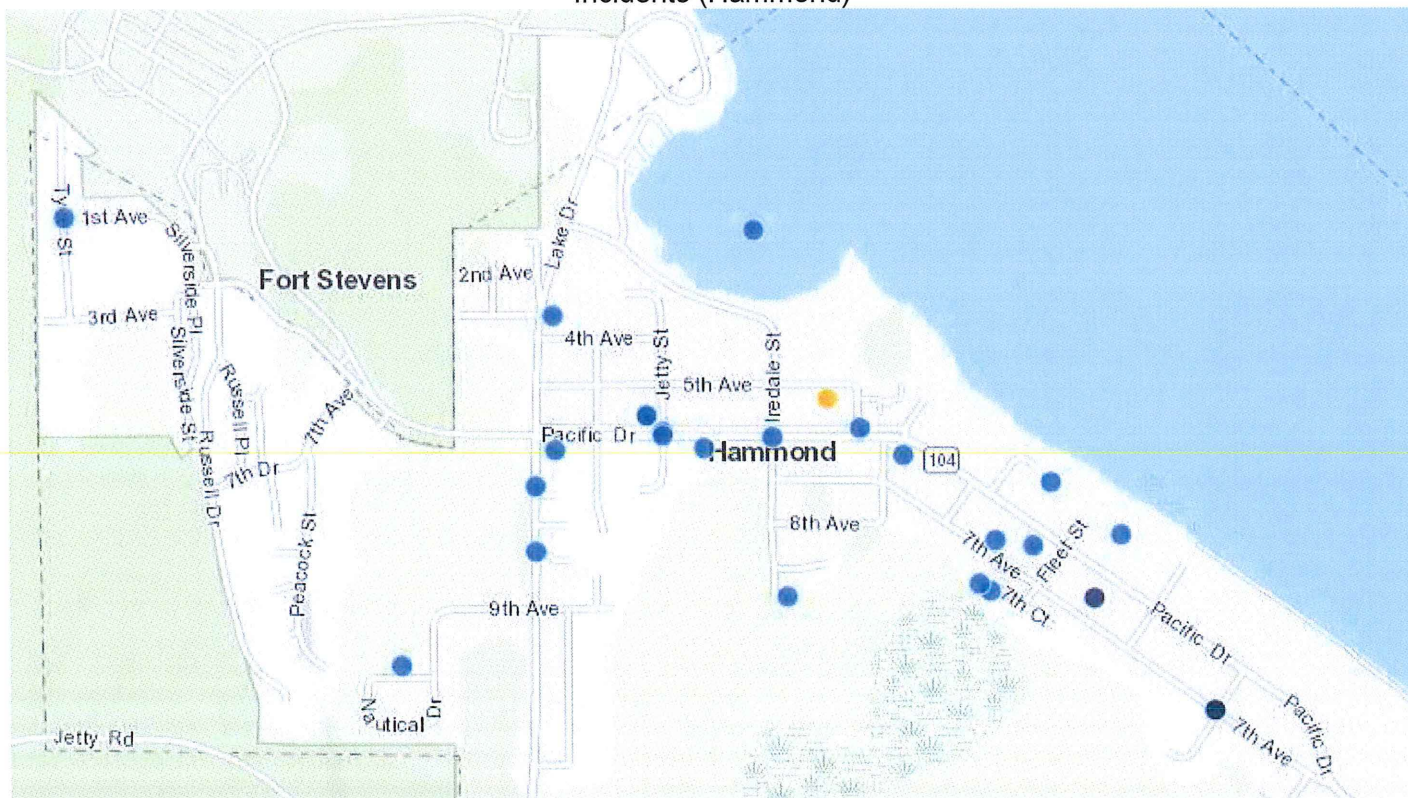 Incidents (Hammond)
Ty St
1st Ave
Silverside Pl
Fort Stevens
2nd Ave
Lake Dr
3rd Ave
Silverside St
Russell Pl
Russell Dr
7th Ave
7th Dr
Peacock St
4th Ave
Jetty St
5th Ave
Iredale St
Pacific Dr
Hammond
104
8th Ave
7th Ave
Fleet St
7th Ct
9th Ave
Nautical Dr
Pacific Dr
Pacific Dr
7th Ave
Jetty Rd